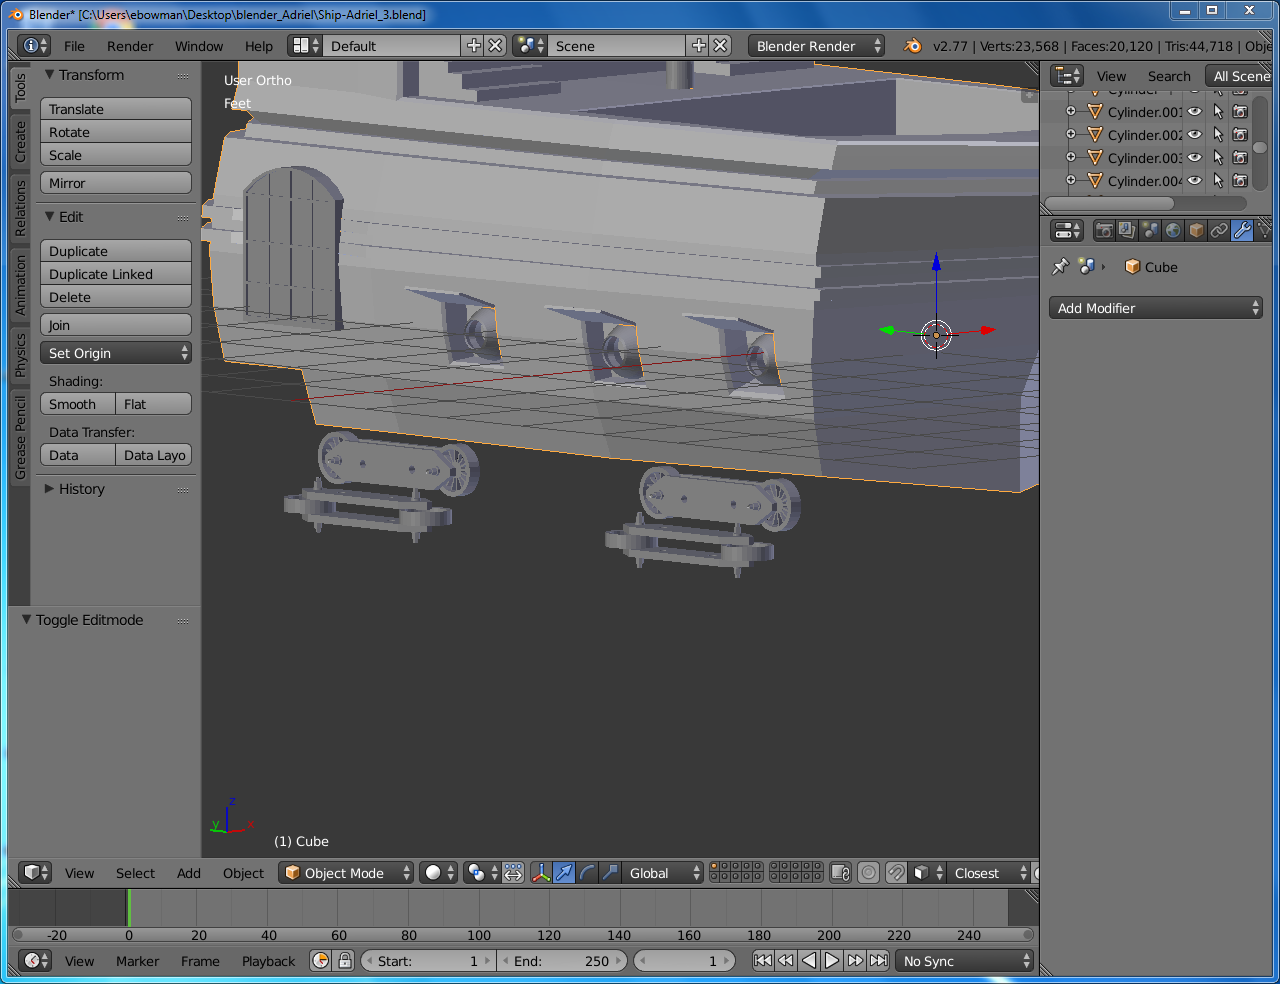 Blender* [C:\Users\ebowman\Desktop\blender_Adriel\Ship-Adriel_3.blend]
File Render Window Help Default Scene Blender Render v2.77 | Verts:23,568 | Faces:20,120 | Tris:44,718 | Obje
Tools
Create
Relations
Animation
Physics
Grease Pencil
Transform
Translate
Rotate
Scale
Mirror
Edit
Duplicate
Duplicate Linked
Delete
Join
Set Origin
Shading:
Smooth Flat
Data Transfer:
Data Data Layo
History
Toggle Editmode
User Ortho
Feet
z
y x
(1) Cube
View Search All Scene
Cylinder
Cylinder.001
Cylinder.002
Cylinder.003
Cylinder.004
Cube
Add Modifier
View Select Add Object Object Mode Global Closest
-20 0 20 40 60 80 100 120 140 160 180 200 220 240
View Marker Frame Playback Start: 1 End: 250 1 No Sync